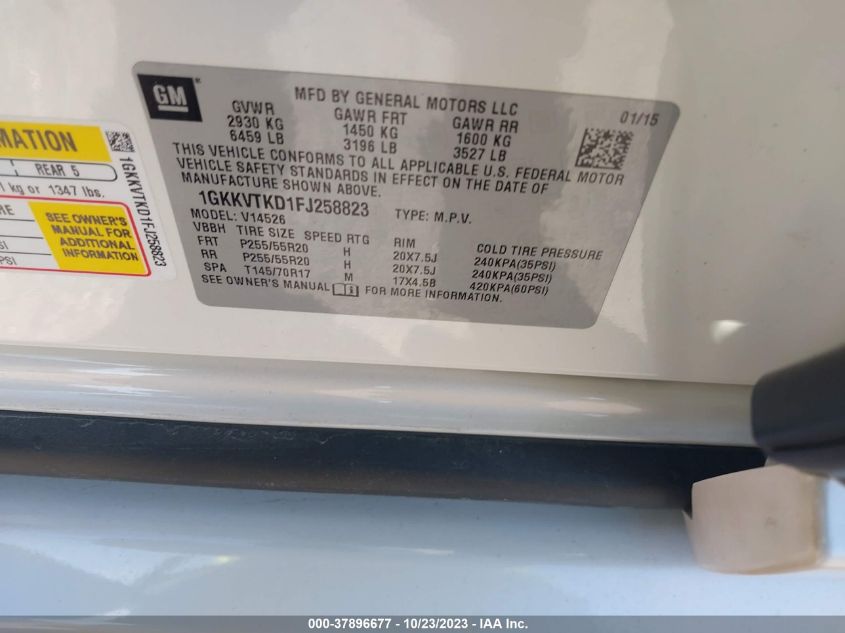 GM
MFD BY GENERAL MOTORS LLC
01/15
GVWR GAWR FRT GAWR RR
2930 KG 1450 KG 1600 KG
6459 LB 3196 LB 3527 LB
THIS VEHICLE CONFORMS TO ALL APPLICABLE U.S. FEDERAL MOTOR
VEHICLE SAFETY STANDARDS IN EFFECT ON THE DATE OF
MANUFACTURE SHOWN ABOVE.
1GKKVTKD1FJ258823
MODEL: V14526 TYPE: M.P.V.
VBBH TIRE SIZE SPEED RTG RIM COLD TIRE PRESSURE
FRT P255/55R20 H 20X7.5J 240KPA(35PSI)
RR P255/55R20 H 20X7.5J 240KPA(35PSI)
SPA T145/70R17 M 17X4.5B 420KPA(60PSI)
SEE OWNER'S MANUAL FOR MORE INFORMATION.
MATION
REAR 5
1 kg or 1347 lbs.
SEE OWNER'S
MANUAL FOR
ADDITIONAL
INFORMATION
1GKKVTKD1FJ258823
000-37896677 - 10/23/2023 - IAA Inc.